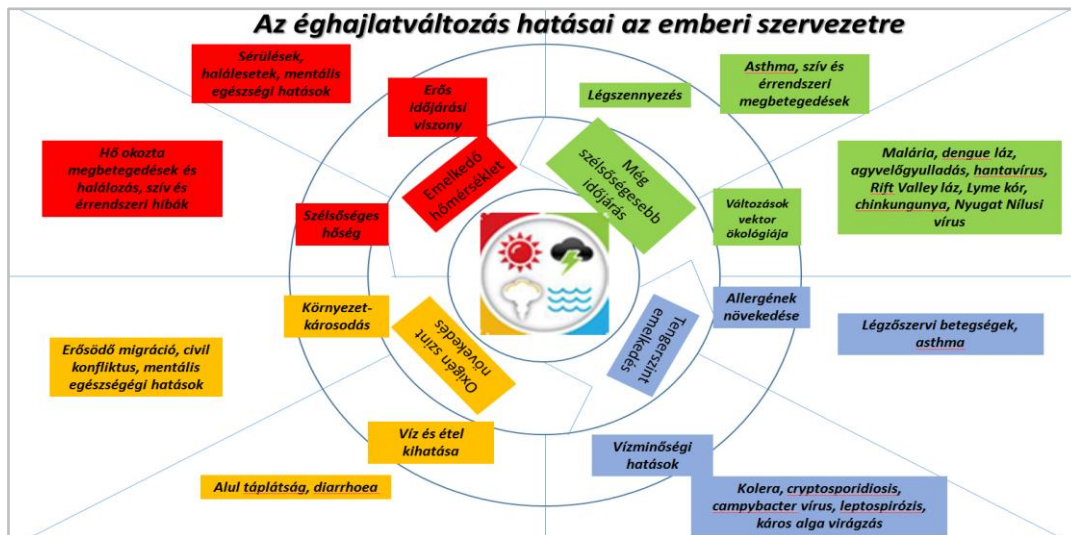 Az éghajlatváltozás hatásai az emberi szervezetre
Sérülések,
halálesetek, mentális
egészségi hatások
Erős
időjárási
viszony
Légszennyezés
Asthma, szív és
érrendszeri
megbetegedések
Hő okozta
megbetegedések és
halálozás, szív és
érrendszeri hibák
Emelkedő
hőmérséklet
Még
szélsőségesebb
időjárás
Malária, dengue láz,
agyvelőgyulladás, hantavírus,
Rift Valley láz, Lyme kór,
chinkungunya, Nyugat Nílusi
vírus
Szélsőséges
hőség
Változások
vektor
ökológiája
Környezet-
károsodás
Allergének
növekedése
Erősödő migráció, civil
konfliktus, mentális
egészségégi hatások
Oxigén szint
növekedés
Tengerszint
emelkedés
Légzőszervi betegségek,
asthma
Víz és étel
kihatása
Vízminőségi
hatások
Alul táplátság, diarrhoea
Kolera, cryptosporidiosis,
campybacter vírus, leptospirózis,
káros alga virágzás